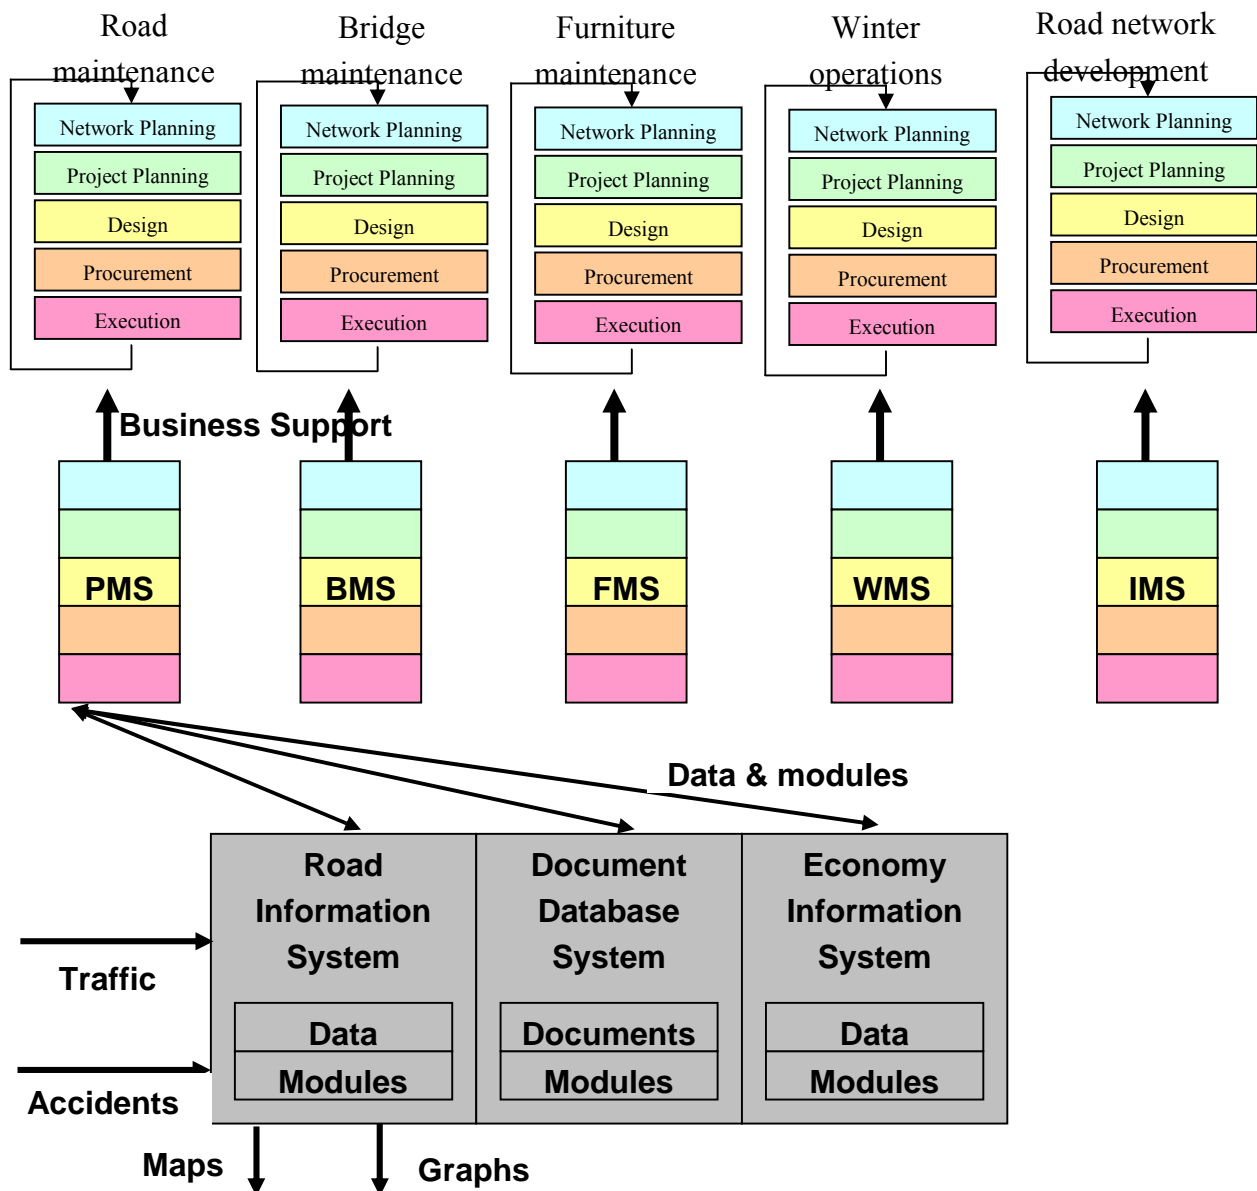 Road
maintenance
Bridge
maintenance
Furniture
maintenance
Winter
operations
Road network
development
Network Planning
Project Planning
Design
Procurement
Execution
Network Planning
Project Planning
Design
Procurement
Execution
Network Planning
Project Planning
Design
Procurement
Execution
Network Planning
Project Planning
Design
Procurement
Execution
Network Planning
Project Planning
Design
Procurement
Execution
Business Support
PMS
BMS
FMS
WMS
IMS
Data & modules
Road
Information
System
Data
Modules
Document
Database
System
Documents
Modules
Economy
Information
System
Data
Modules
Traffic
Accidents
Maps
Graphs